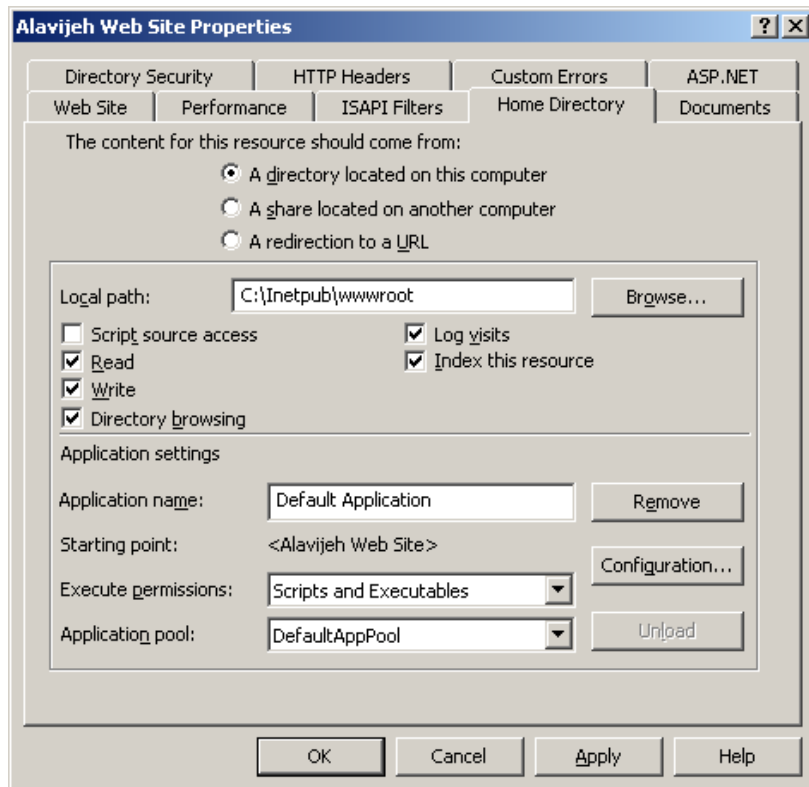 Alavijeh Web Site Properties
Directory Security HTTP Headers Custom Errors ASP.NET
Web Site Performance ISAPI Filters Home Directory Documents
The content for this resource should come from:
A directory located on this computer
A share located on another computer
A redirection to a URL
Local path: C:\Inetpub\wwwroot Browse...
Script source access Log visits
Read Index this resource
Write
Directory browsing
Application settings
Application name: Default Application Remove
Starting point: <Alavijeh Web Site>
Configuration...
Execute permissions: Scripts and Executables
Application pool: DefaultAppPool Unload
OK Cancel Apply Help